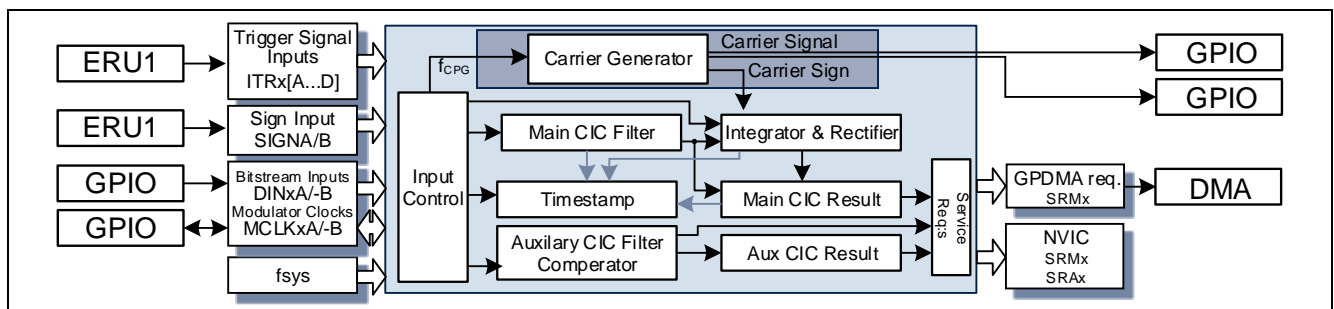 ERU1
ERU1
GPIO
GPIO
Trigger Signal
Inputs
ITRx[A...D]
Sign Input
SIGNA/B
Bitstream Inputs
DINxA/-B
Modulator Clocks
MCLKxA/-B
fsys
fCPG
Input
Control
Carrier Generator
Carrier Signal
Carrier Sign
Main CIC Filter
Integrator & Rectifier
Timestamp
Main CIC Result
Auxilary CIC Filter
Comperator
Aux CIC Result
Service
Req:s
GPIO
GPIO
GPDMA req.
SRMx
DMA
NVIC
SRMx
SRAx